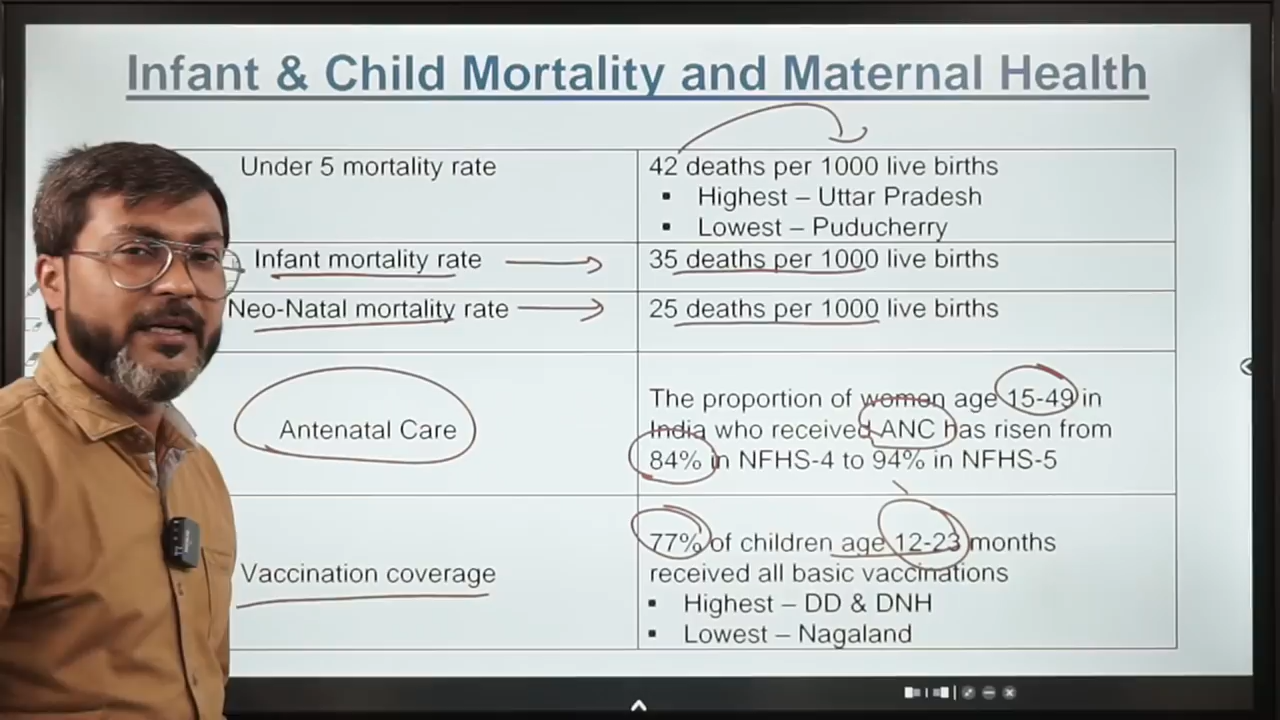 Infant & Child Mortality and Maternal Health
Under 5 mortality rate
42 deaths per 1000 live births
▪ Highest – Uttar Pradesh
▪ Lowest – Puducherry
Infant mortality rate
35 deaths per 1000 live births
Neo-Natal mortality rate
25 deaths per 1000 live births
Antenatal Care
The proportion of women age 15-49 in
India who received ANC has risen from
84% in NFHS-4 to 94% in NFHS-5
Vaccination coverage
77% of children age 12-23 months
received all basic vaccinations
▪ Highest – DD & DNH
▪ Lowest – Nagaland